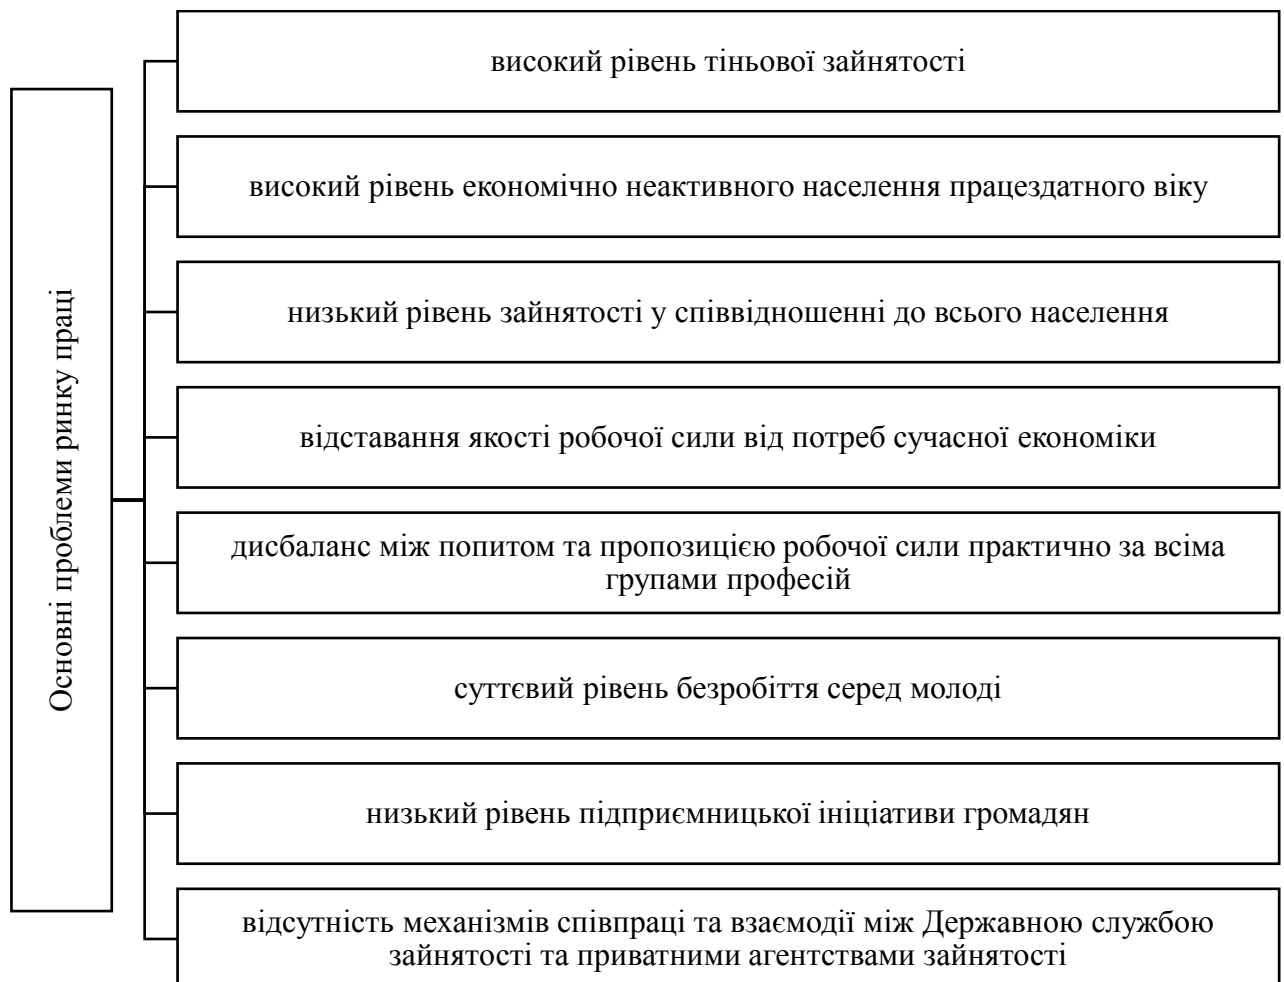 Основні проблеми ринку праці
високий рівень тіньової зайнятості
високий рівень економічно неактивного населення працездатного віку
низький рівень зайнятості у співвідношенні до всього населення
відставання якості робочої сили від потреб сучасної економіки
дисбаланс між попитом та пропозицією робочої сили практично за всіма
групами професій
суттєвий рівень безробіття серед молоді
низький рівень підприємницької ініціативи громадян
відсутність механізмів співпраці та взаємодії між Державною службою
зайнятості та приватними агентствами зайнятості